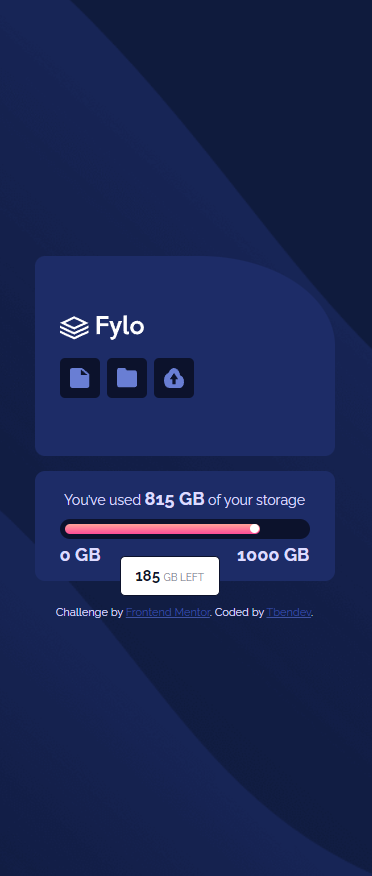 Fylo
You've used 815 GB of your storage
0 GB 1000 GB
185 GB LEFT
Challenge by Frontend Mentor. Coded by Tbendev.